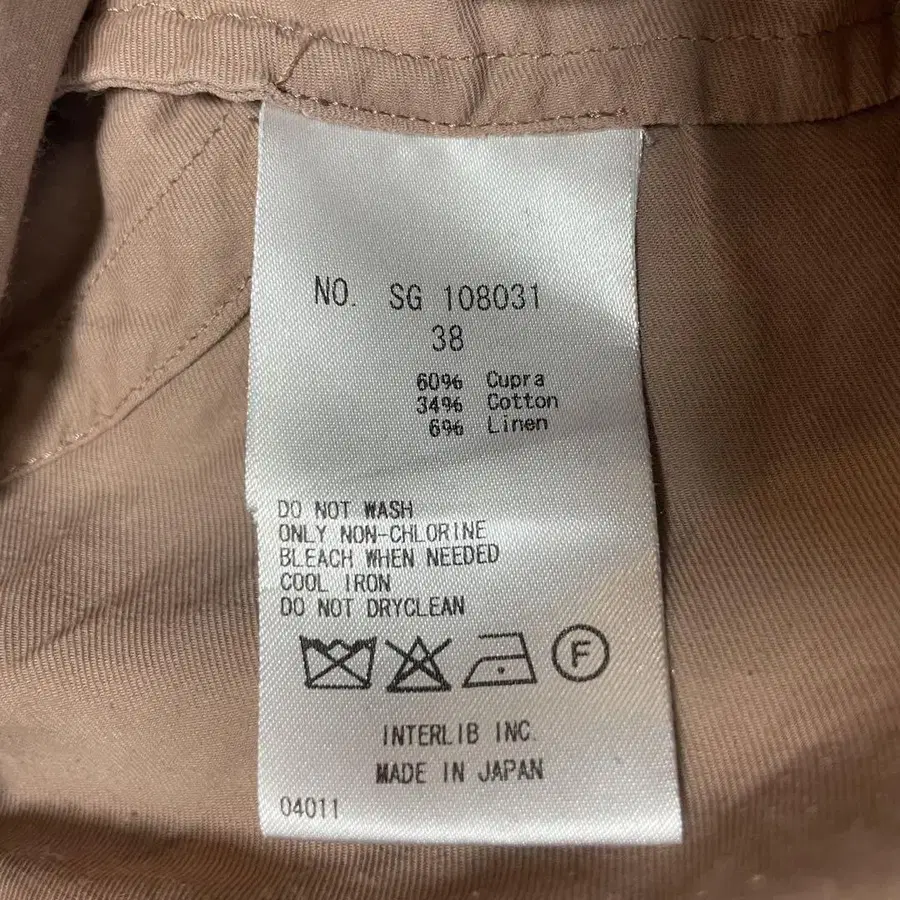 NO. SG 108031
38
60% Cupra
34% Cotton
6% Linen
DO NOT WASH
ONLY NON-CHLORINE
BLEACH WHEN NEEDED
COOL IRON
DO NOT DRYCLEAN
F
INTERLIB INC.
MADE IN JAPAN
04011